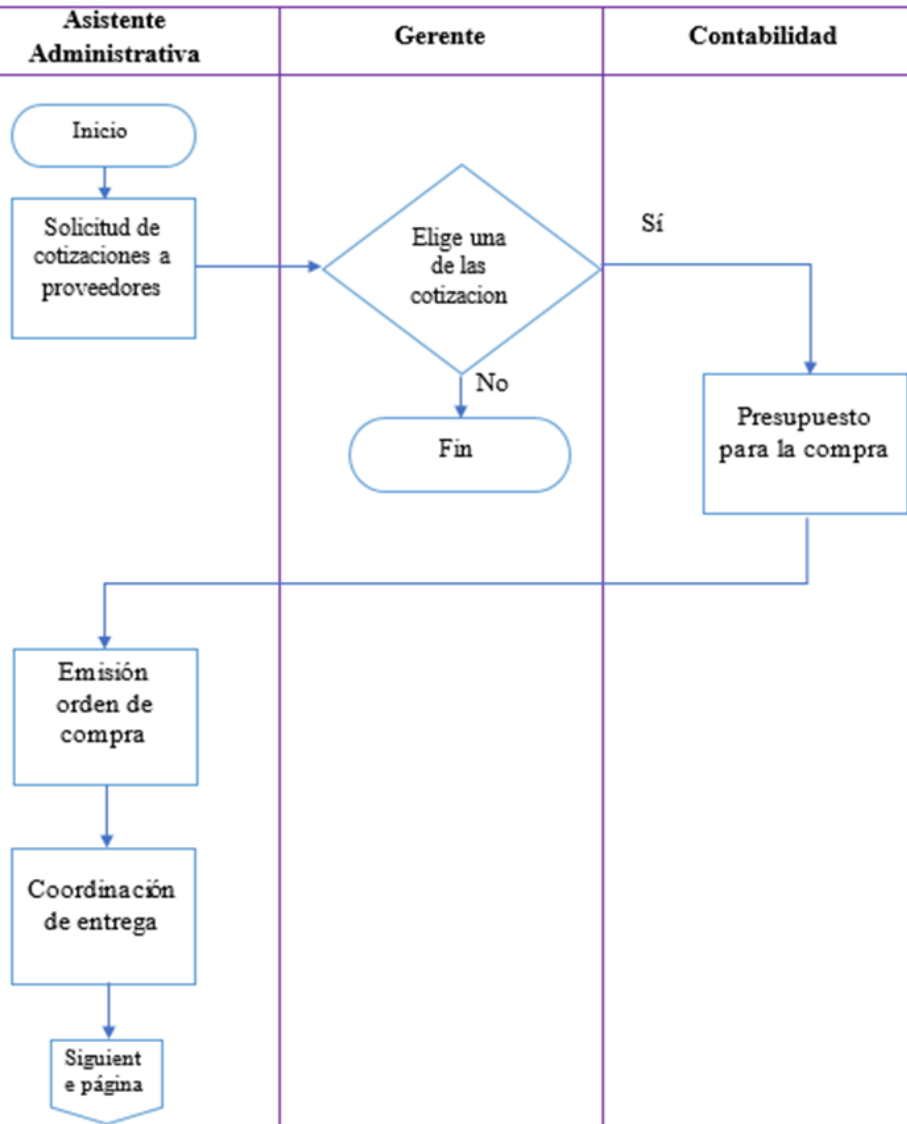 Asistente
Administrativa
Gerente
Contabilidad
Inicio
Solicitud de
cotizaciones a
proveedores
Elige una
de las
cotizacion
Sí
No
Fin
Presupuesto
para la compra
Emisión
orden de
compra
Coordinación
de entrega
Siguient
e página